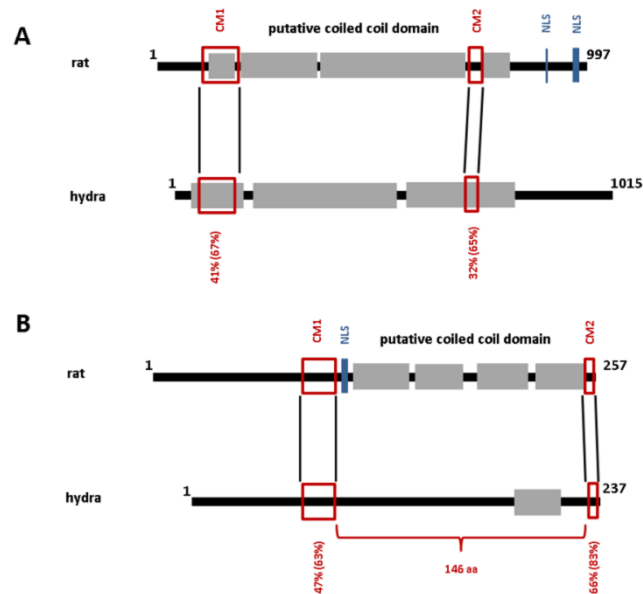 A
CM1
putative coiled coil domain
CM2
NLS
NLS
rat
1
997
hydra
1
1015
41% (67%)
32% (65%)
B
CM1
NLS
putative coiled coil domain
CM2
rat
1
257
hydra
1
237
47% (63%)
146 aa
66% (83%)